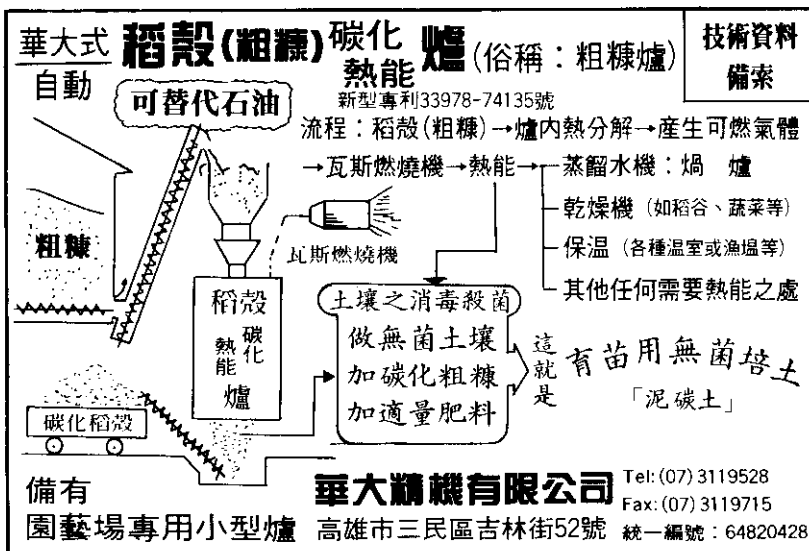 華大式 稻殼(粗糠)碳化熱能爐(俗稱：粗糠爐)
技術資料
備索
自動
可替代石油
新型專利33978-74135號
流程：稻殼(粗糠)→爐內熱分解→產生可燃氣體
→瓦斯燃燒機→熱能→蒸餾水機：鍋 爐
乾燥機(如稻谷、蔬菜等)
保温(各種温室或漁塭等)
其他任何需要熱能之處
粗糠
瓦斯燃燒機
稻殼
碳化
熱能
爐
土壤之消毒殺菌
做無菌土壤
加碳化粗糠
加適量肥料
這就是
育苗用無菌培土
「泥碳土」
碳化稻殼
備有
園藝場專用小型爐
華大精機有限公司
高雄市三民區吉林街52號
Tel:(07)3119528
Fax:(07)3119715
統一編號：64820428